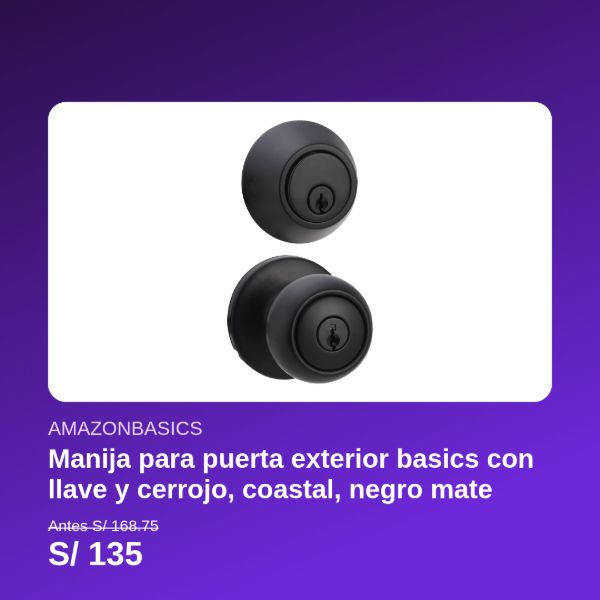 AMAZONBASICS
Manija para puerta exterior basics con
llave y cerrojo, coastal, negro mate
Antes S/ 168.75
S/ 135